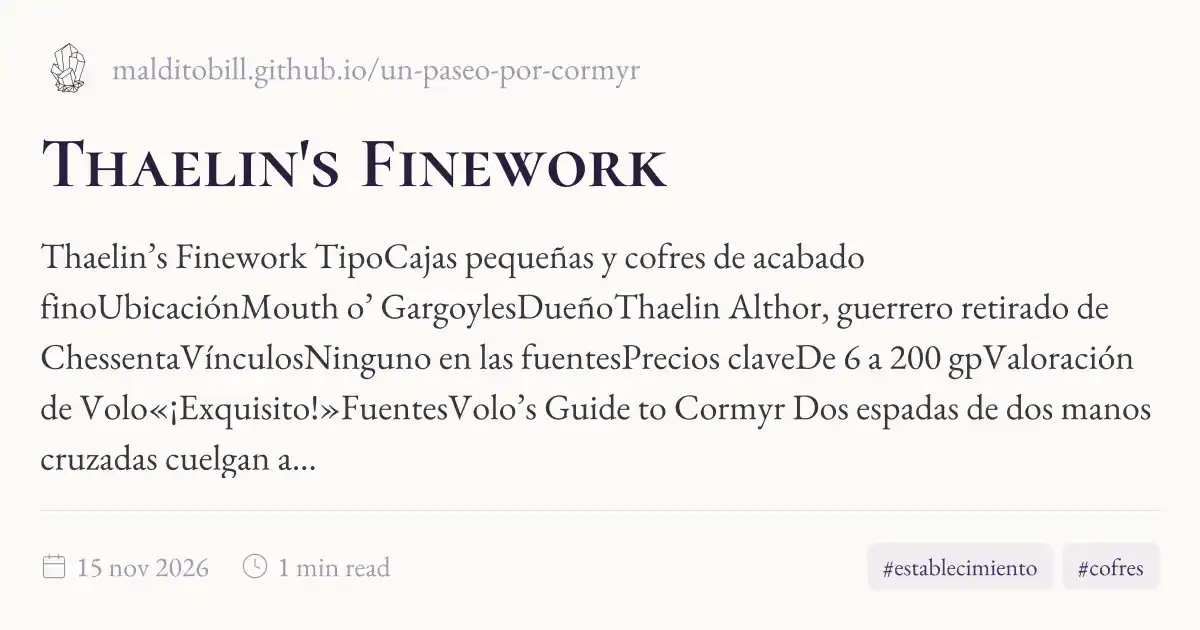 malditobill.github.io/un-paseo-por-cormyr
Thaelin's Finework
Thaelin’s Finework TipoCajas pequeñas y cofres de acabado
finoUbicaciónMouth o’ GargoylesDueñoThaelin Althor, guerrero retirado de
ChessentaVínculosNinguno en las fuentesPrecios claveDe 6 a 200 gpValoración
de Volo«¡Exquisito!»FuentesVolo’s Guide to Cormyr Dos espadas de dos manos
cruzadas cuelgan a...
15 nov 2026 1 min read #establecimiento #cofres